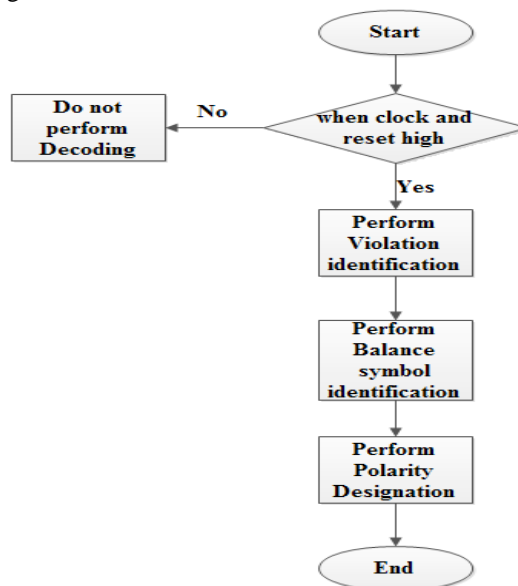 Start
when clock and
reset high
No
Do not
perform
Decoding
Yes
Perform
Violation
identification
Perform
Balance
symbol
identification
Perform
Polarity
Designation
End